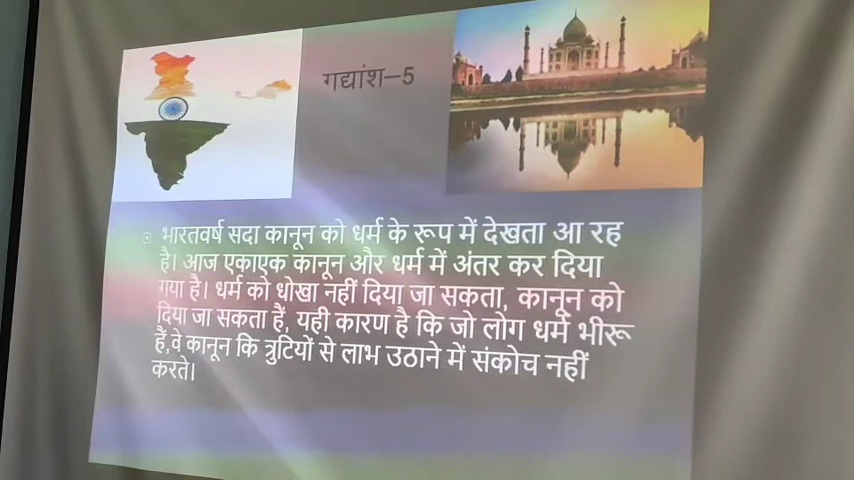 गद्यांश–5
भारतवर्ष सदा कानून को धर्म के रूप में देखता आ रह
है। आज एकाएक कानून और धर्म में अंतर कर दिया
गया है। धर्म को धोखा नहीं दिया जा सकता, कानून को
दिया जा सकता हैं, यही कारण है कि जो लोग धर्म भीरू
हैं,वे कानून कि त्रुटियों से लाभ उठाने में संकोच नहीं
करते।